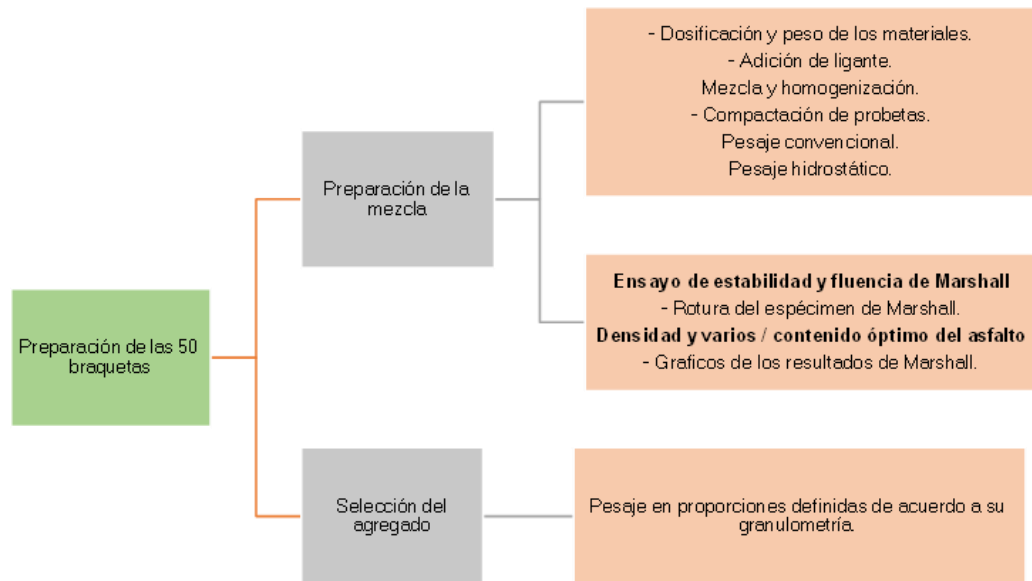 - Dosificación y peso de los materiales.
- Adición de ligante.
Mezcla y homogenización.
- Compactación de probetas.
Pesaje convencional.
Pesaje hidrostático.
Preparación de la
mezcla
Ensayo de estabilidad y fluencia de Marshall
- Rotura del espécimen de Marshall.
Densidad y varios / contenido óptimo del asfalto
- Graficos de los resultados de Marshall.
Preparación de las 50
braquetas
Selección del
agregado
Pesaje en proporciones definidas de acuerdo a su
granulometría.